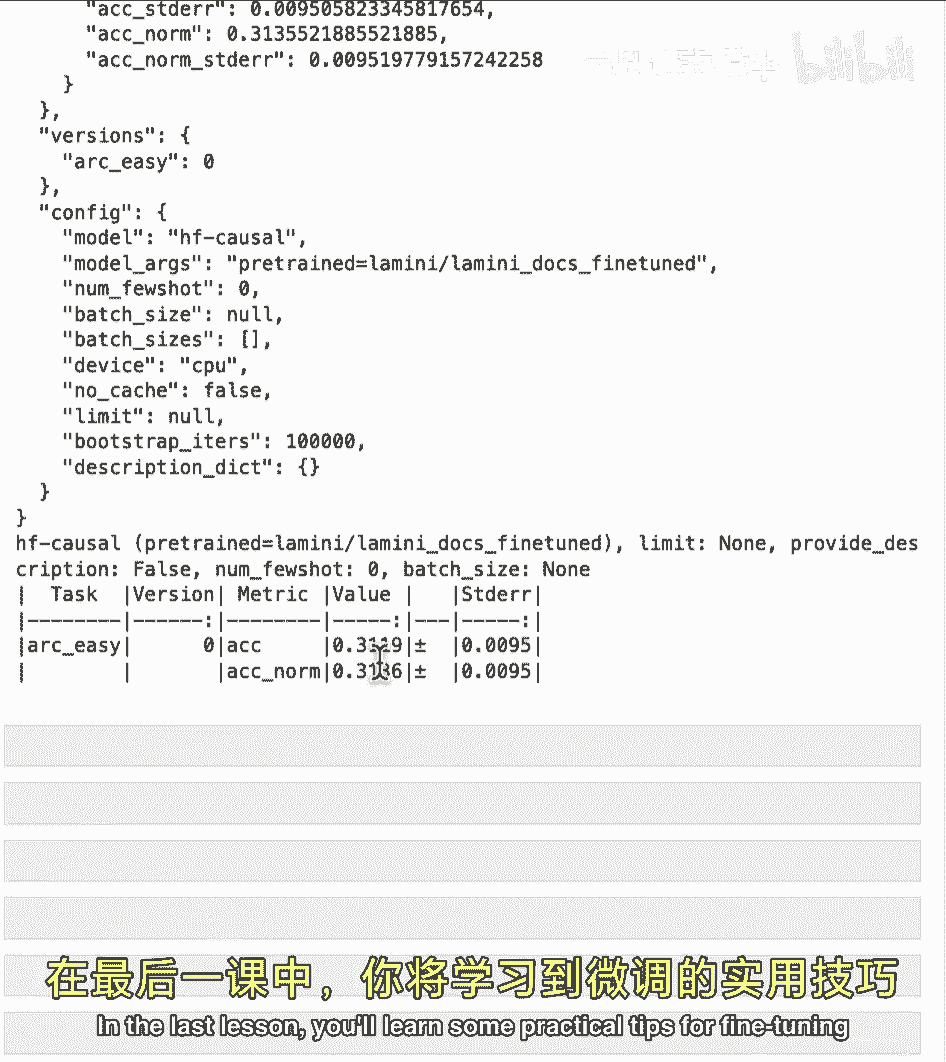 "acc_stderr": 0.009505823345817654,
"acc_norm": 0.3135521885521885,
"acc_norm_stderr": 0.009519779157242258
}
},
"versions": {
"arc_easy": 0
},
"config": {
"model": "hf-causal",
"model_args": "pretrained=lamini/lamini_docs_finetuned",
"num_fewshot": 0,
"batch_size": null,
"batch_sizes": [],
"device": "cpu",
"no_cache": false,
"limit": null,
"bootstrap_iters": 100000,
"description_dict": {}
}
}
hf-causal (pretrained=lamini/lamini_docs_finetuned), limit: None, provide_des
cription: False, num_fewshot: 0, batch_size: None
|  Task  |Version| Metric |Value |   |Stderr|
|--------|------:|--------|-----:|---|-----:|
|arc_easy|      0|acc     |0.3119|±  |0.0095|
|        |       |acc_norm|0.3136|±  |0.0095|
在最后一课中，你将学习到微调的实用技巧
In the last lesson, you'll learn some practical tips for fine-tuning
bilibili